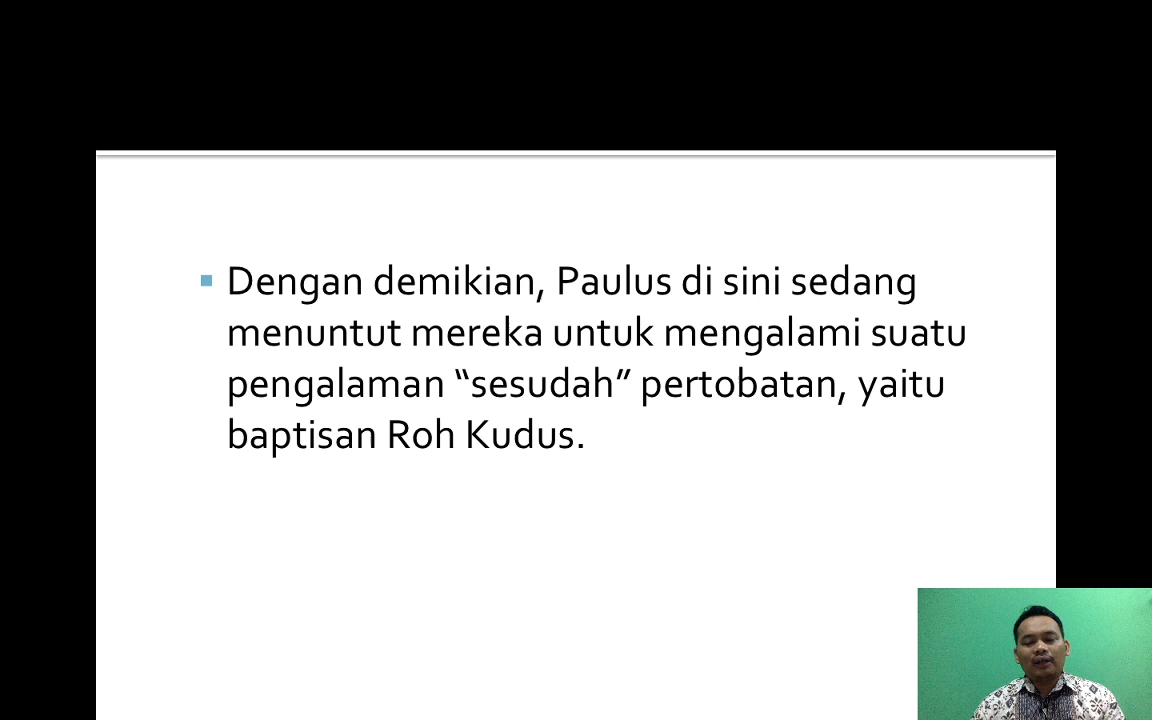 Dengan demikian, Paulus di sini sedang
menuntut mereka untuk mengalami suatu
pengalaman “sesudah” pertobatan, yaitu
baptisan Roh Kudus.